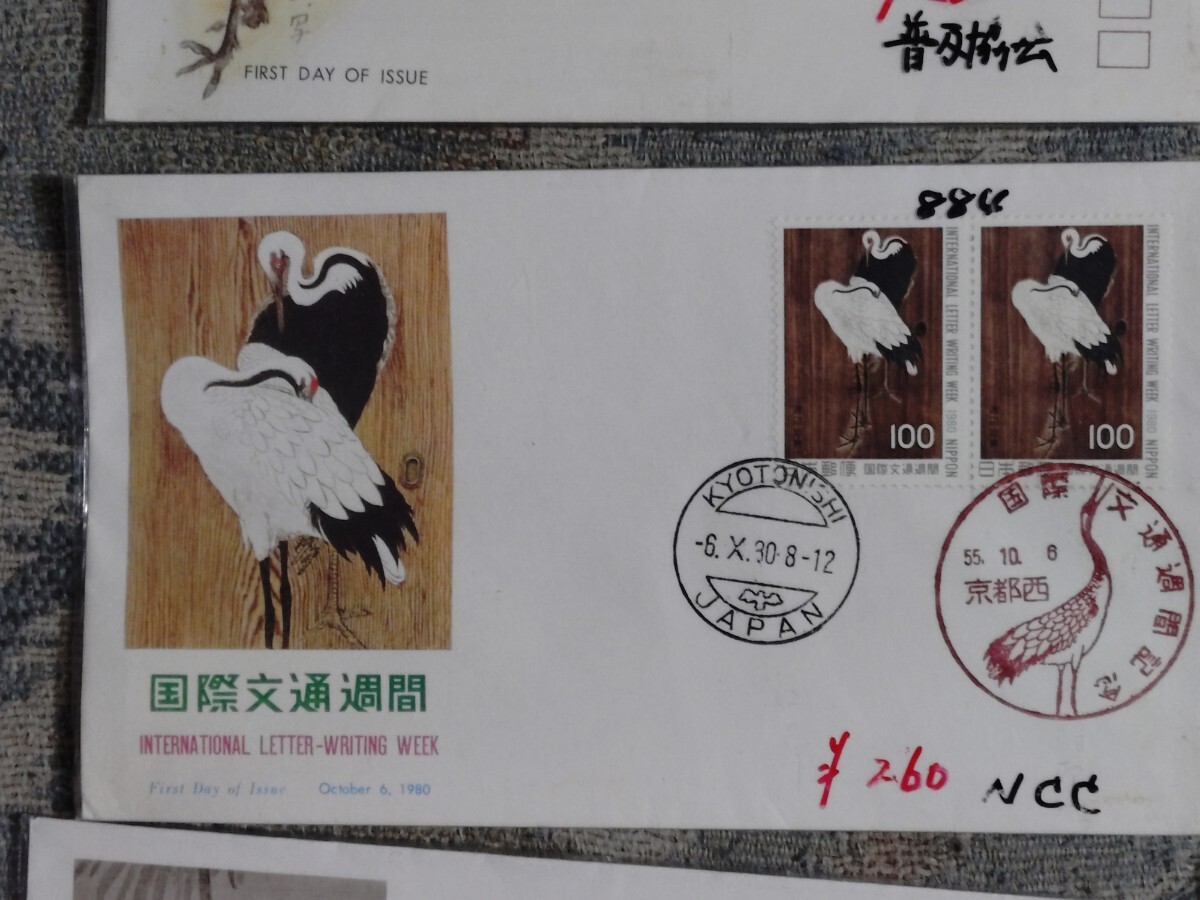 FIRST DAY OF ISSUE
普及協会
886
INTERNATIONAL LETTER WRITING WEEK 1980 NIPPON
100
日本郵便 国際文通週間
INTERNATIONAL LETTER WRITING WEEK 1980 NIPPON
100
日本郵便 国際文通週間
KYOTONISHI
-6.X.80.8-12
JAPAN
国際文通週間記念
55.10.6
京都西
国際文通週間
INTERNATIONAL LETTER-WRITING WEEK
First Day of Issue October 6, 1980
¥260
NCC